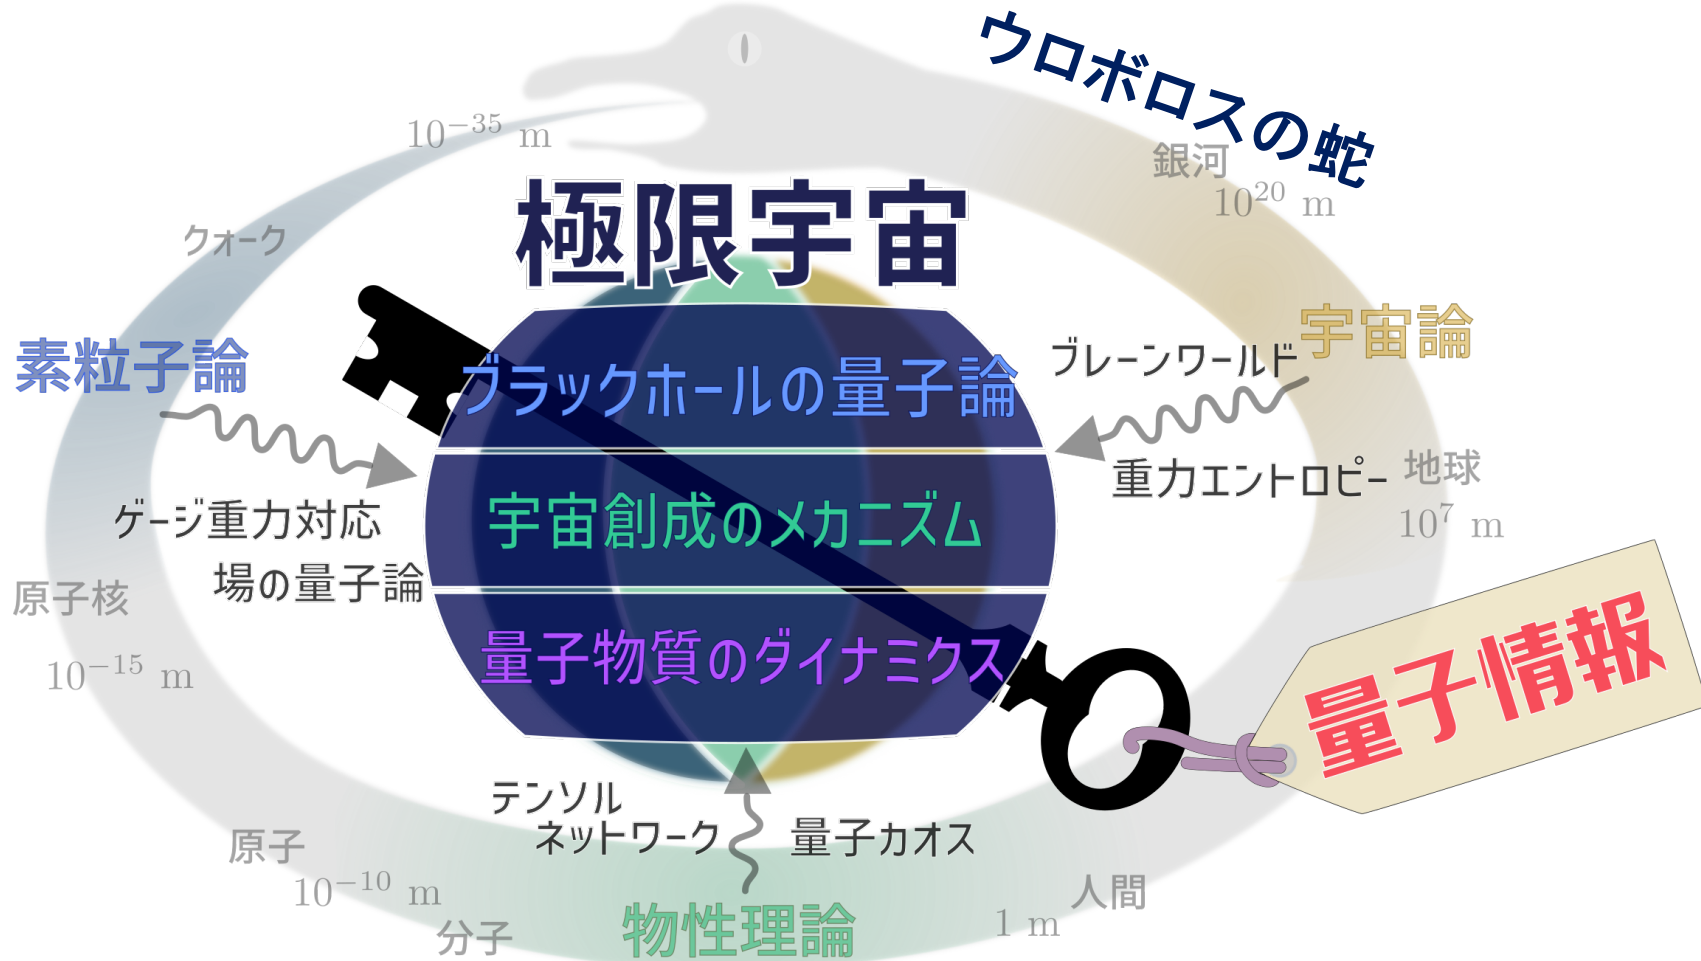 ウロボロスの蛇
10⁻³⁵ m
銀河
10²⁰ m
極限宇宙
クォーク
素粒子論
宇宙論
ブラックホールの量子論
ブレーンワールド
重力エントロピー
地球
10⁷ m
ゲージ重力対応
場の量子論
宇宙創成のメカニズム
原子核
10⁻¹⁵ m
量子物質のダイナミクス
量子情報
テンソル
ネットワーク
量子カオス
原子
10⁻¹⁰ m
分子
物性理論
人間
1 m